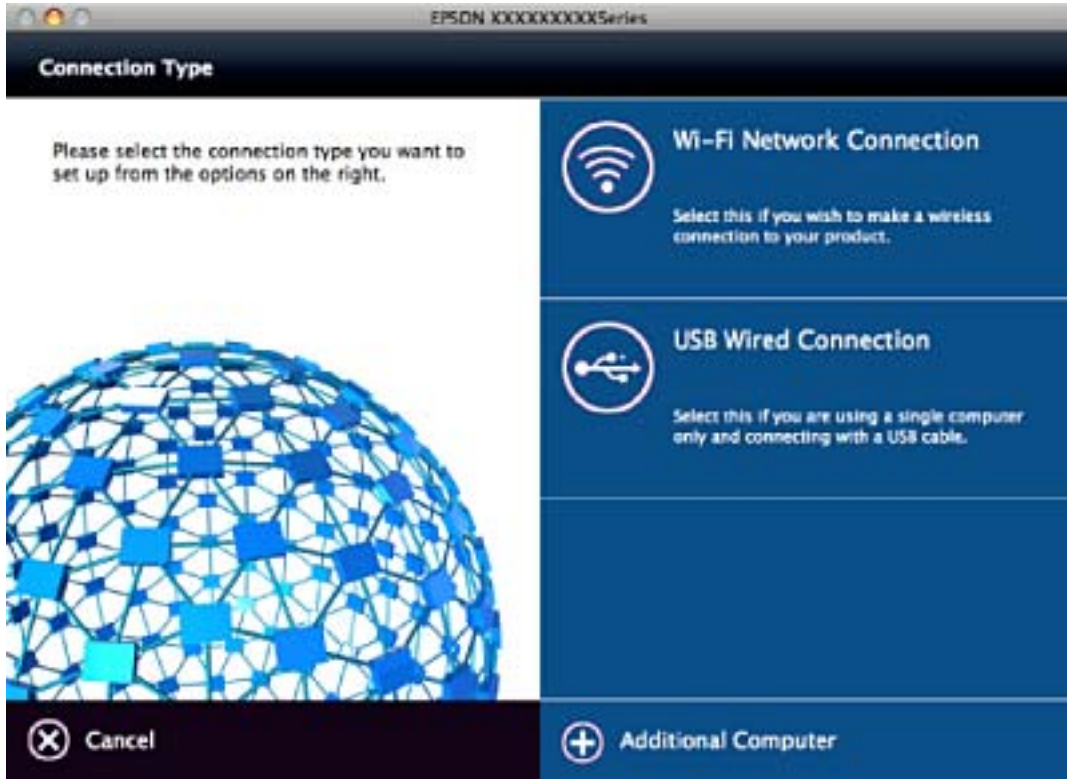 EPSON XXXXXXXXXSeries
Connection Type
Please select the connection type you want to
set up from the options on the right.
Wi-Fi Network Connection
Select this if you wish to make a wireless
connection to your product.
USB Wired Connection
Select this if you are using a single computer
only and connecting with a USB cable.
Cancel
Additional Computer